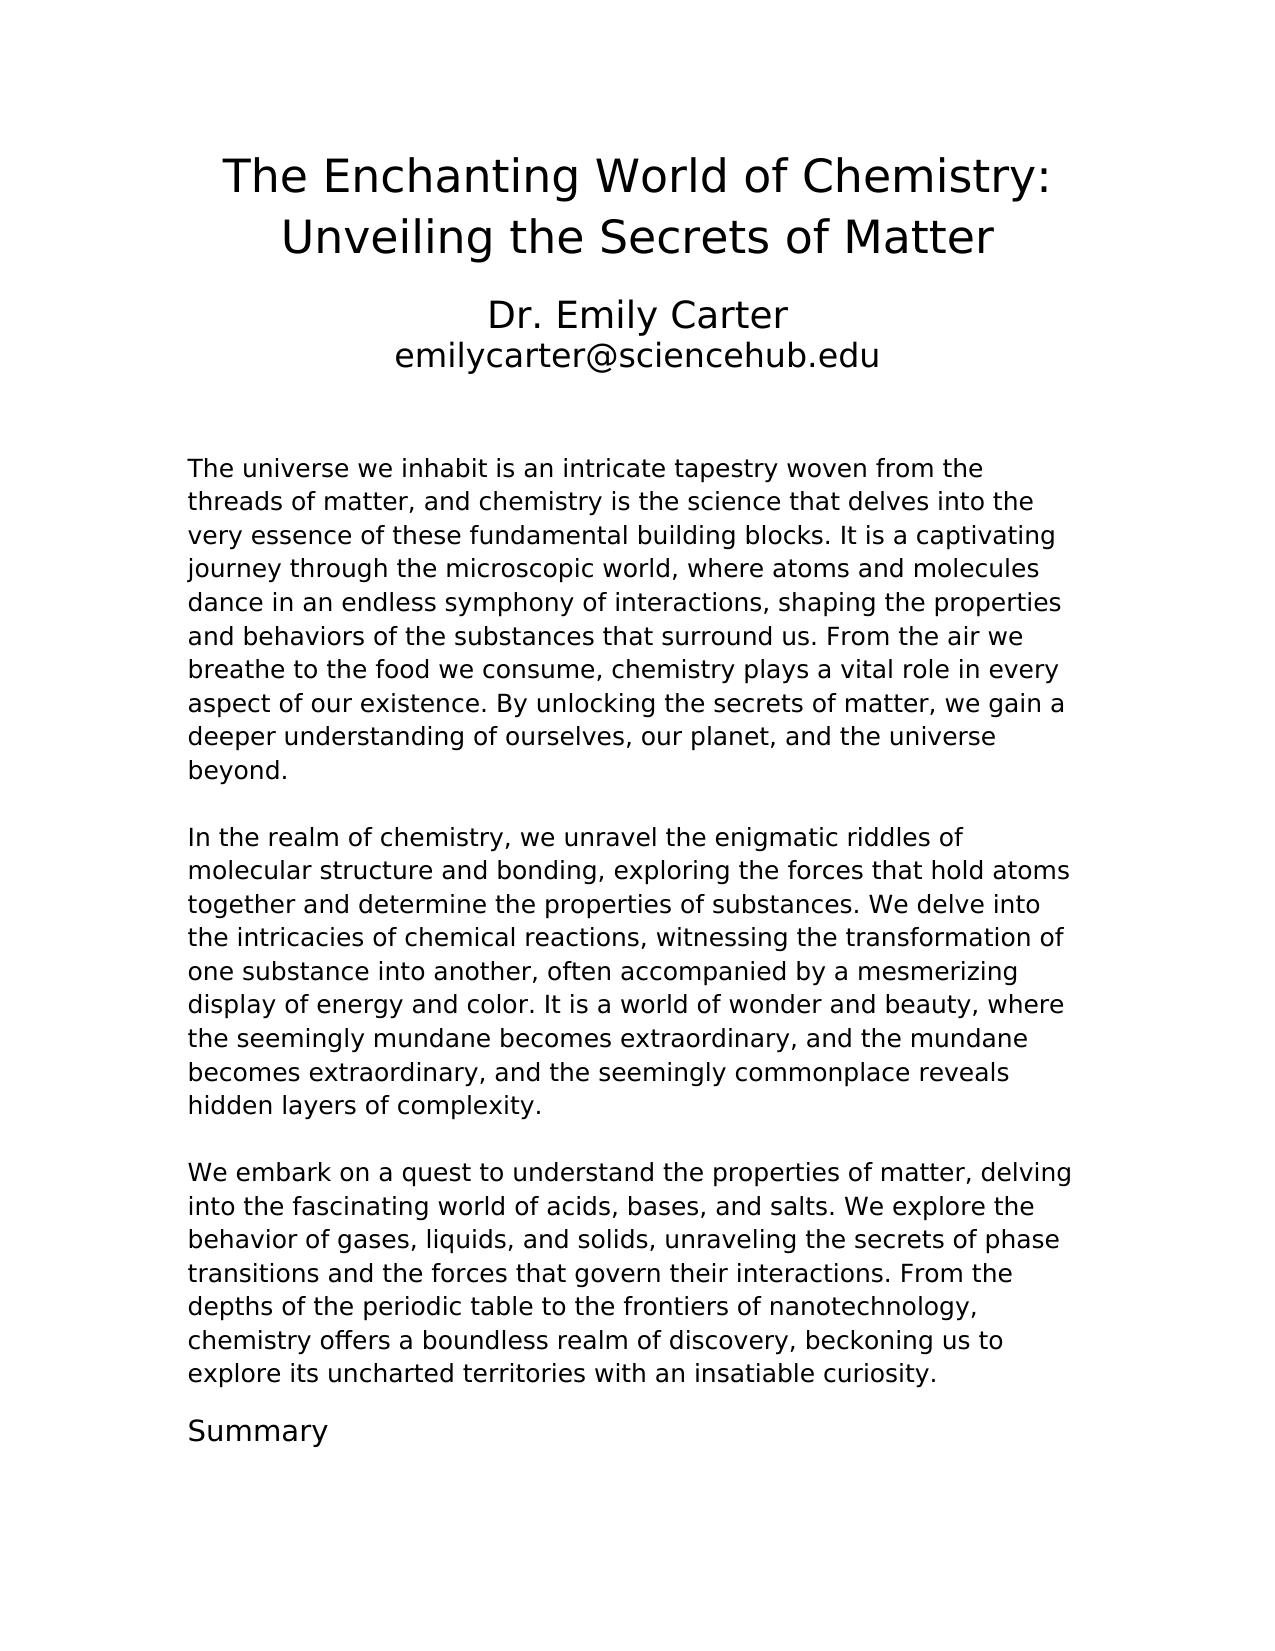 The Enchanting World of Chemistry:
Unveiling the Secrets of Matter
Dr. Emily Carter
emilycarter@sciencehub.edu
The universe we inhabit is an intricate tapestry woven from the
threads of matter, and chemistry is the science that delves into the
very essence of these fundamental building blocks. It is a captivating
journey through the microscopic world, where atoms and molecules
dance in an endless symphony of interactions, shaping the properties
and behaviors of the substances that surround us. From the air we
breathe to the food we consume, chemistry plays a vital role in every
aspect of our existence. By unlocking the secrets of matter, we gain a
deeper understanding of ourselves, our planet, and the universe
beyond.
In the realm of chemistry, we unravel the enigmatic riddles of
molecular structure and bonding, exploring the forces that hold atoms
together and determine the properties of substances. We delve into
the intricacies of chemical reactions, witnessing the transformation of
one substance into another, often accompanied by a mesmerizing
display of energy and color. It is a world of wonder and beauty, where
the seemingly mundane becomes extraordinary, and the mundane
becomes extraordinary, and the seemingly commonplace reveals
hidden layers of complexity.
We embark on a quest to understand the properties of matter, delving
into the fascinating world of acids, bases, and salts. We explore the
behavior of gases, liquids, and solids, unraveling the secrets of phase
transitions and the forces that govern their interactions. From the
depths of the periodic table to the frontiers of nanotechnology,
chemistry offers a boundless realm of discovery, beckoning us to
explore its uncharted territories with an insatiable curiosity.
Summary